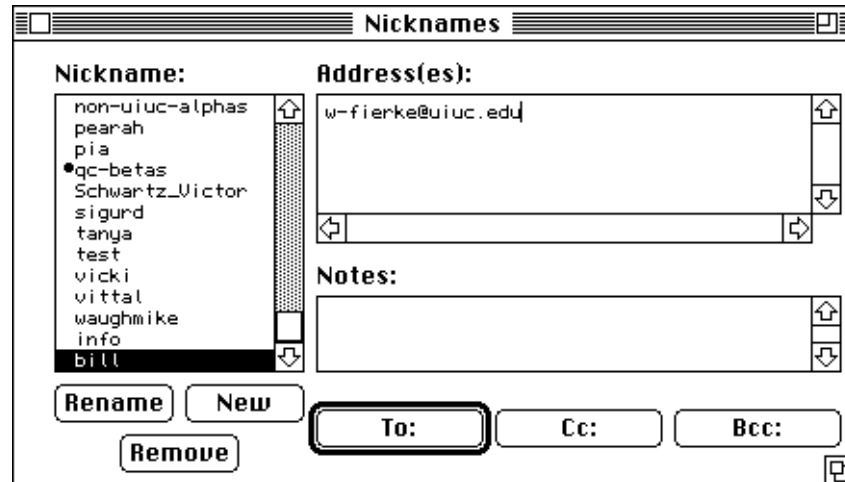 Nicknames
Nickname:
non-uiuc-alphas
pearah
pia
•qc-betas
Schwartz_Victor
sigurd
tanya
test
vicki
vittal
waughmike
info
bill
Rename
New
Remove
Address(es):
w-fierke@uiuc.edu
Notes:
To:
Cc:
Bcc: